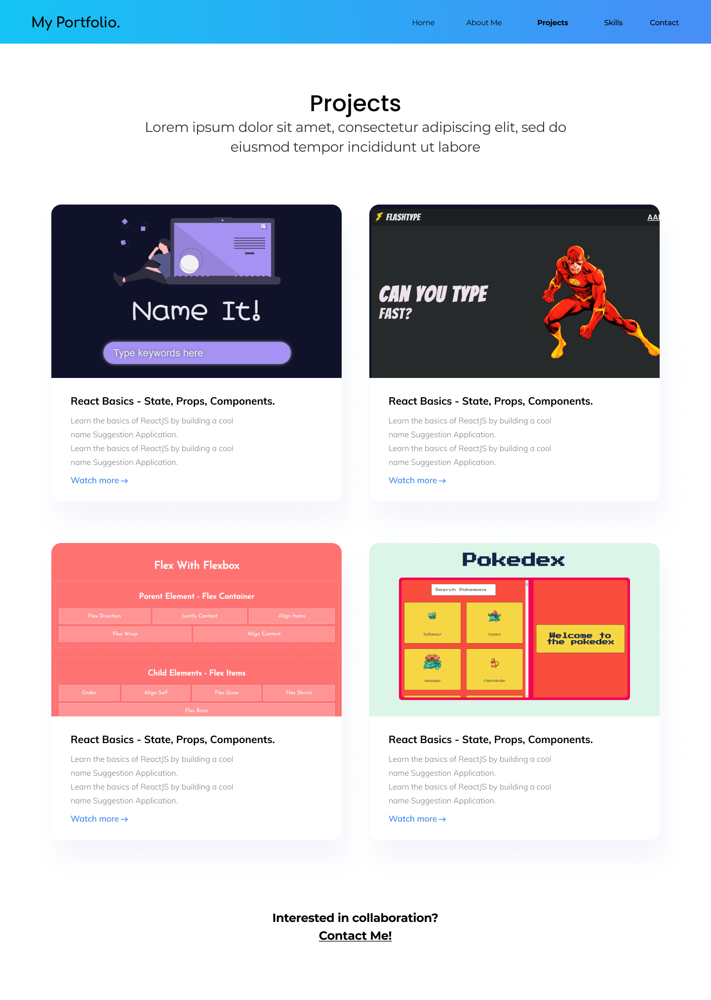 My Portfolio.
Home
About Me
Projects
Skills
Contact
Projects
Lorem ipsum dolor sit amet, consectetur adipiscing elit, sed do
eiusmod tempor incididunt ut labore
Name It!
Type keywords here
React Basics - State, Props, Components.
Learn the basics of ReactJS by building a cool
name Suggestion Application.
Learn the basics of ReactJS by building a cool
name Suggestion Application.
Watch more →
FLASHTYPE
CAN YOU TYPE
FAST?
React Basics - State, Props, Components.
Learn the basics of ReactJS by building a cool
name Suggestion Application.
Learn the basics of ReactJS by building a cool
name Suggestion Application.
Watch more →
Flex With Flexbox
Parent Element - Flex Container
Flex Direction
Justify Content
Align Items
Flex Wrap
Align Content
Child Elements - Flex Items
Order
Align Self
Flex Grow
Flex Shrink
Flex Basis
React Basics - State, Props, Components.
Learn the basics of ReactJS by building a cool
name Suggestion Application.
Learn the basics of ReactJS by building a cool
name Suggestion Application.
Watch more →
Pokedex
Search Pokemons
bulbasaur
ivysaur
venusaur
charmander
Welcome to
the pokedex
React Basics - State, Props, Components.
Learn the basics of ReactJS by building a cool
name Suggestion Application.
Learn the basics of ReactJS by building a cool
name Suggestion Application.
Watch more →
Interested in collaboration?
Contact Me!